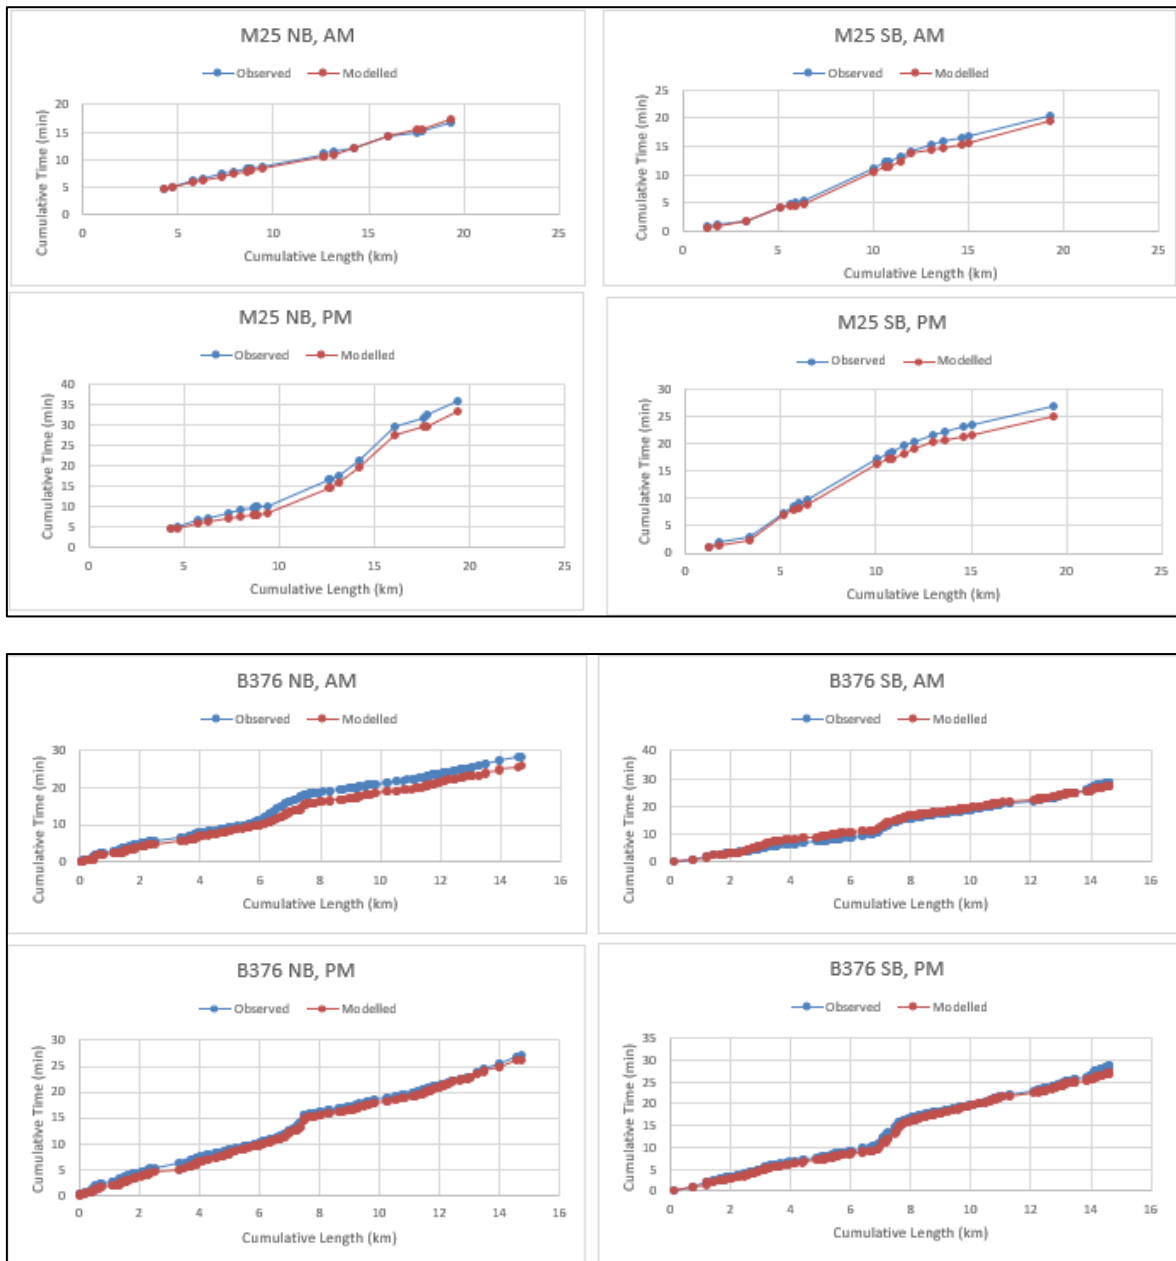 M25 NB, AM
Observed Modelled
Cumulative Time (min)
20
15
10
5
0
0 5 10 15 20 25
Cumulative Length (km)
M25 SB, AM
Observed Modelled
Cumulative Time (min)
25
20
15
10
5
0
0 5 10 15 20 25
Cumulative Length (km)
M25 NB, PM
Observed Modelled
Cumulative Time (min)
40
35
30
25
20
15
10
5
0
0 5 10 15 20 25
Cumulative Length (km)
M25 SB, PM
Observed Modelled
Cumulative Time (min)
30
25
20
15
10
5
0
0 5 10 15 20 25
Cumulative Length (km)
B376 NB, AM
Observed Modelled
Cumulative Time (min)
30
20
10
0
0 2 4 6 8 10 12 14 16
Cumulative Length (km)
B376 SB, AM
Observed Modelled
Cumulative Time (min)
40
30
20
10
0
0 2 4 6 8 10 12 14 16
Cumulative Length (km)
B376 NB, PM
Observed Modelled
Cumulative Time (min)
30
25
20
15
10
5
0
0 2 4 6 8 10 12 14 16
Cumulative Length (km)
B376 SB, PM
Observed Modelled
Cumulative Time (min)
35
30
25
20
15
10
5
0
0 2 4 6 8 10 12 14 16
Cumulative Length (km)